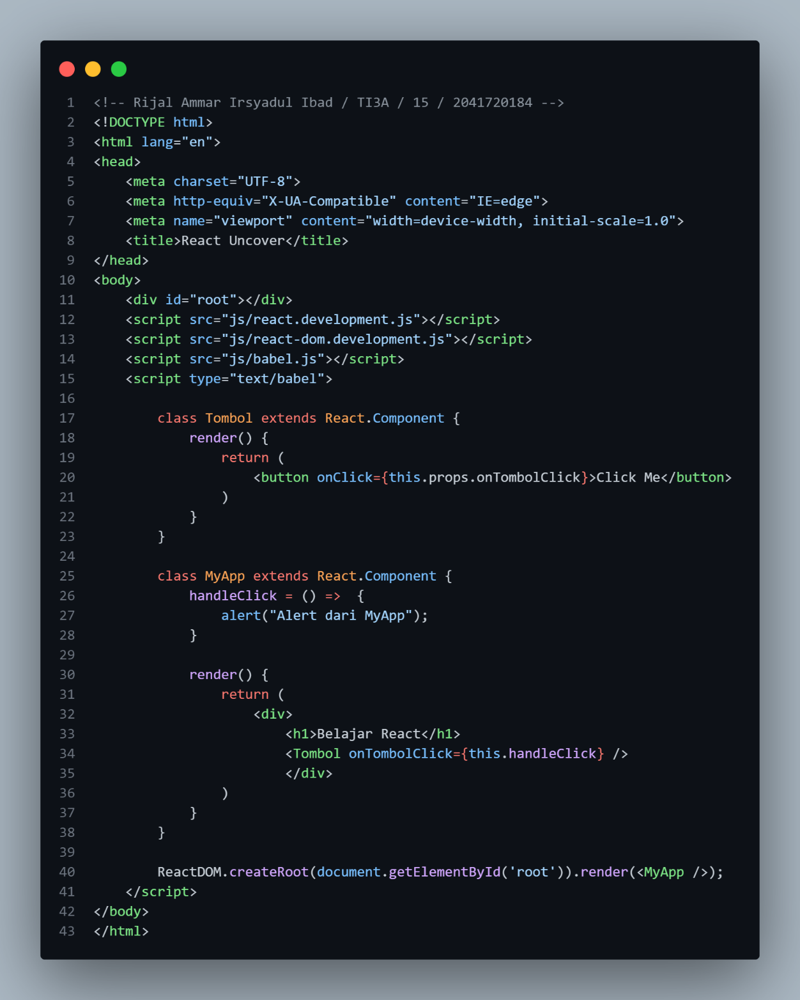 1 <!-- Rijal Ammar Irsyadul Ibad / TI3A / 15 / 2041720184 -->
2 <!DOCTYPE html>
3 <html lang="en">
4 <head>
5     <meta charset="UTF-8">
6     <meta http-equiv="X-UA-Compatible" content="IE=edge">
7     <meta name="viewport" content="width=device-width, initial-scale=1.0">
8     <title>React Uncover</title>
9 </head>
10 <body>
11     <div id="root"></div>
12     <script src="js/react.development.js"></script>
13     <script src="js/react-dom.development.js"></script>
14     <script src="js/babel.js"></script>
15     <script type="text/babel">
16
17         class Tombol extends React.Component {
18             render() {
19                 return (
20                     <button onClick={this.props.onTombolClick}>Click Me</button>
21                 )
22             }
23         }
24
25         class MyApp extends React.Component {
26             handleClick = () =>  {
27                 alert("Alert dari MyApp");
28             }
29
30             render() {
31                 return (
32                     <div>
33                         <h1>Belajar React</h1>
34                         <Tombol onTombolClick={this.handleClick} />
35                         </div>
36                 )
37             }
38         }
39
40         ReactDOM.createRoot(document.getElementById('root')).render(<MyApp />);
41     </script>
42 </body>
43 </html>